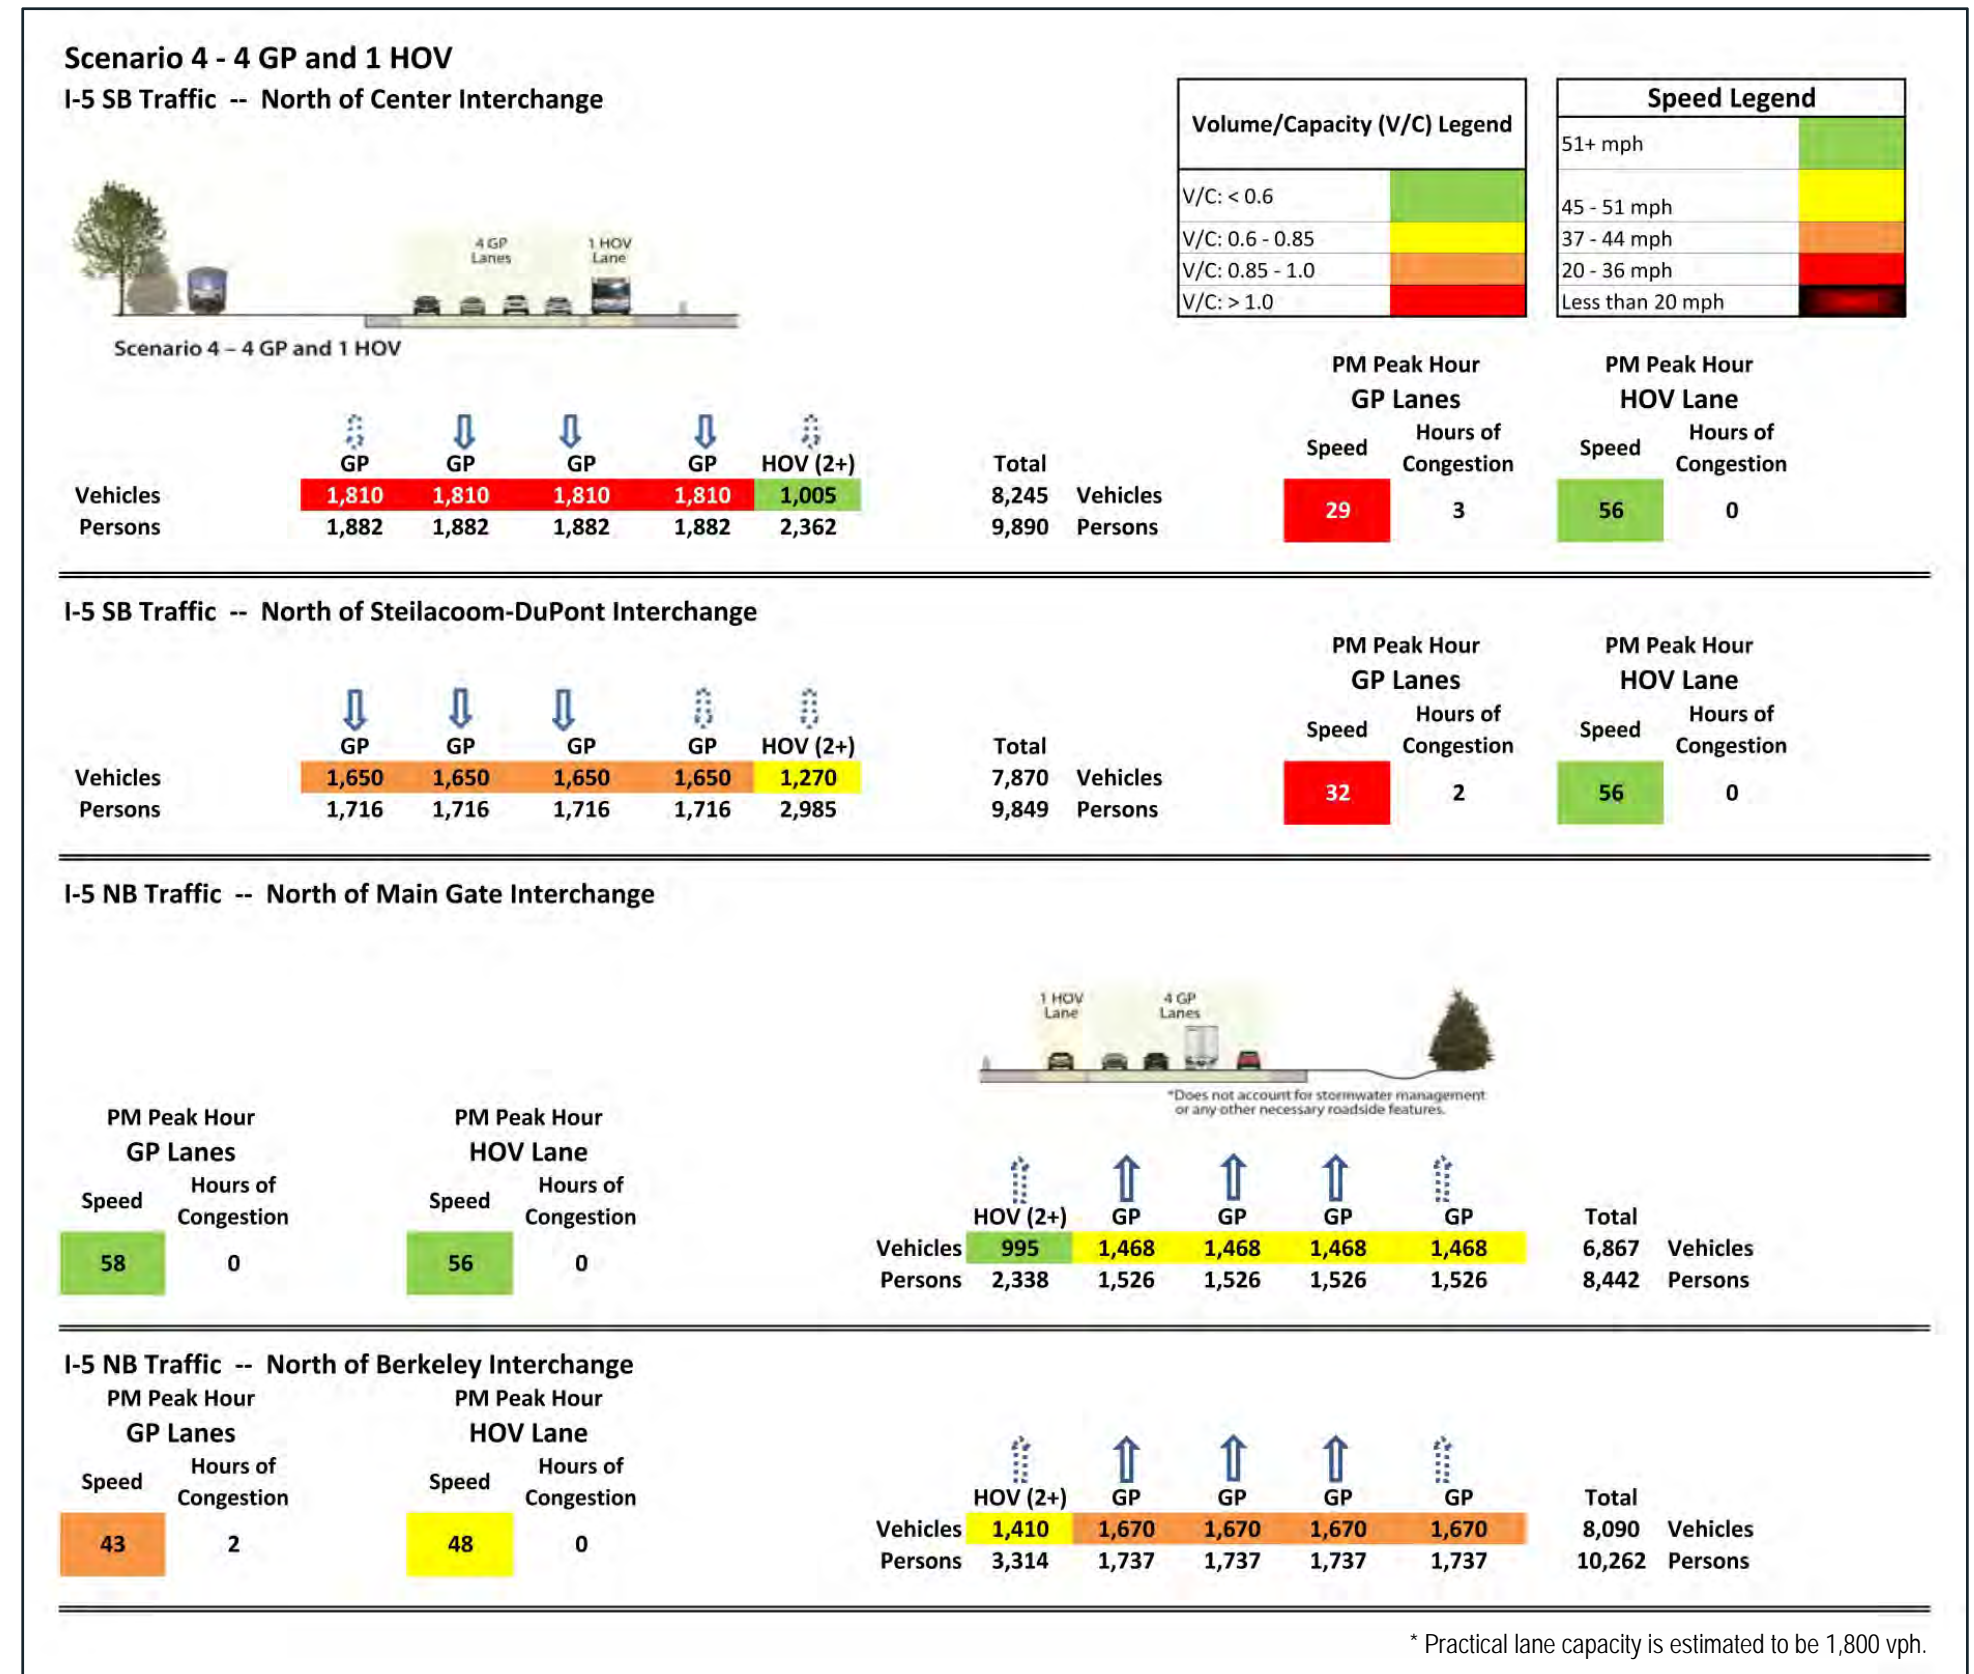 Scenario 4 - 4 GP and 1 HOV
I-5 SB Traffic -- North of Center Interchange
Volume/Capacity (V/C) Legend
V/C: < 0.6
V/C: 0.6 - 0.85
V/C: 0.85 - 1.0
V/C: > 1.0
Speed Legend
51+ mph
45 - 51 mph
37 - 44 mph
20 - 36 mph
Less than 20 mph
4 GP Lanes
1 HOV Lane
Scenario 4 – 4 GP and 1 HOV
PM Peak Hour PM Peak Hour
GP Lanes HOV Lane
Speed Hours of Congestion Speed Hours of Congestion
GP GP GP GP HOV (2+) Total
Vehicles 1,810 1,810 1,810 1,810 1,005 8,245 Vehicles
Persons 1,882 1,882 1,882 1,882 2,362 9,890 Persons
29 3 56 0
I-5 SB Traffic -- North of Steilacoom-DuPont Interchange
PM Peak Hour PM Peak Hour
GP Lanes HOV Lane
Speed Hours of Congestion Speed Hours of Congestion
GP GP GP GP HOV (2+) Total
Vehicles 1,650 1,650 1,650 1,650 1,270 7,870 Vehicles
Persons 1,716 1,716 1,716 1,716 2,985 9,849 Persons
32 2 56 0
I-5 NB Traffic -- North of Main Gate Interchange
1 HOV Lane
4 GP Lanes
*Does not account for stormwater management
or any other necessary roadside features.
PM Peak Hour PM Peak Hour
GP Lanes HOV Lane
Speed Hours of Congestion Speed Hours of Congestion
58 0 56 0
HOV (2+) GP GP GP GP Total
Vehicles 995 1,468 1,468 1,468 1,468 6,867 Vehicles
Persons 2,338 1,526 1,526 1,526 1,526 8,442 Persons
I-5 NB Traffic -- North of Berkeley Interchange
PM Peak Hour PM Peak Hour
GP Lanes HOV Lane
Speed Hours of Congestion Speed Hours of Congestion
43 2 48 0
HOV (2+) GP GP GP GP Total
Vehicles 1,410 1,670 1,670 1,670 1,670 8,090 Vehicles
Persons 3,314 1,737 1,737 1,737 1,737 10,262 Persons
* Practical lane capacity is estimated to be 1,800 vph.